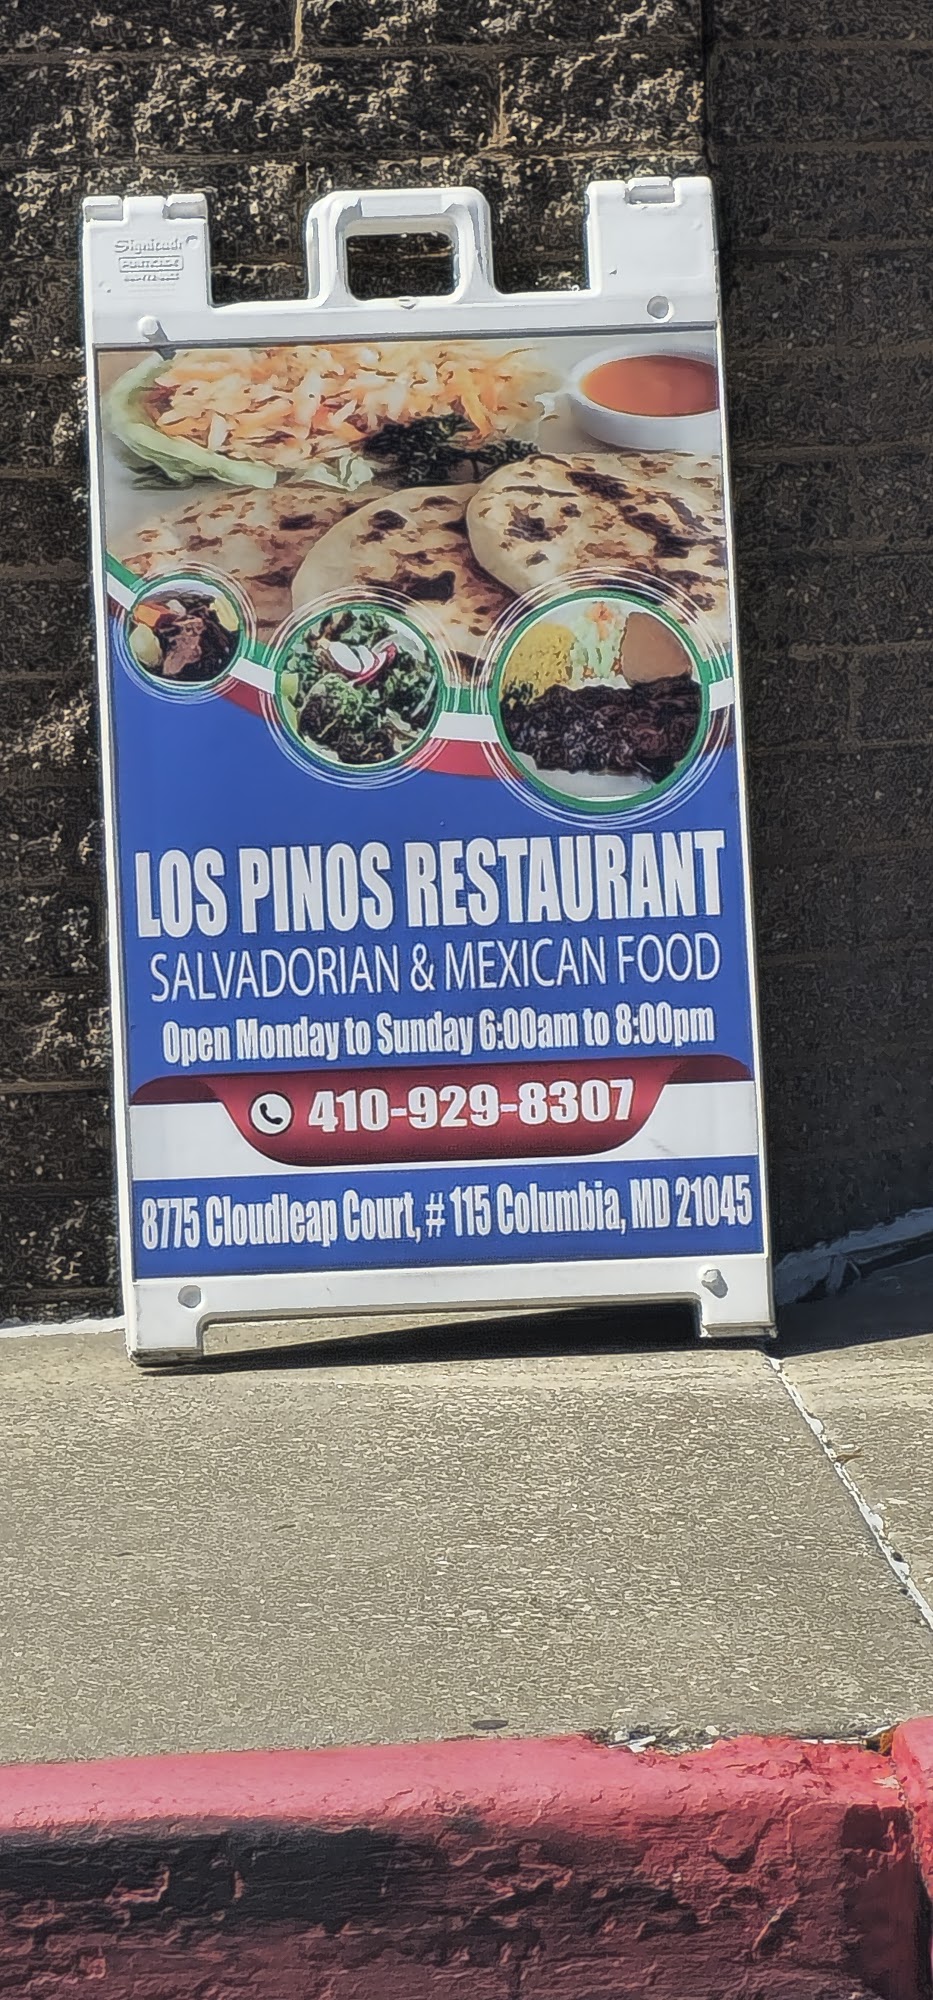 Signicade
LOS PINOS RESTAURANT
SALVADORIAN & MEXICAN FOOD
Open Monday to Sunday 6:00am to 8:00pm
410-929-8307
8775 Cloudleap Court, # 115 Columbia, MD 21045